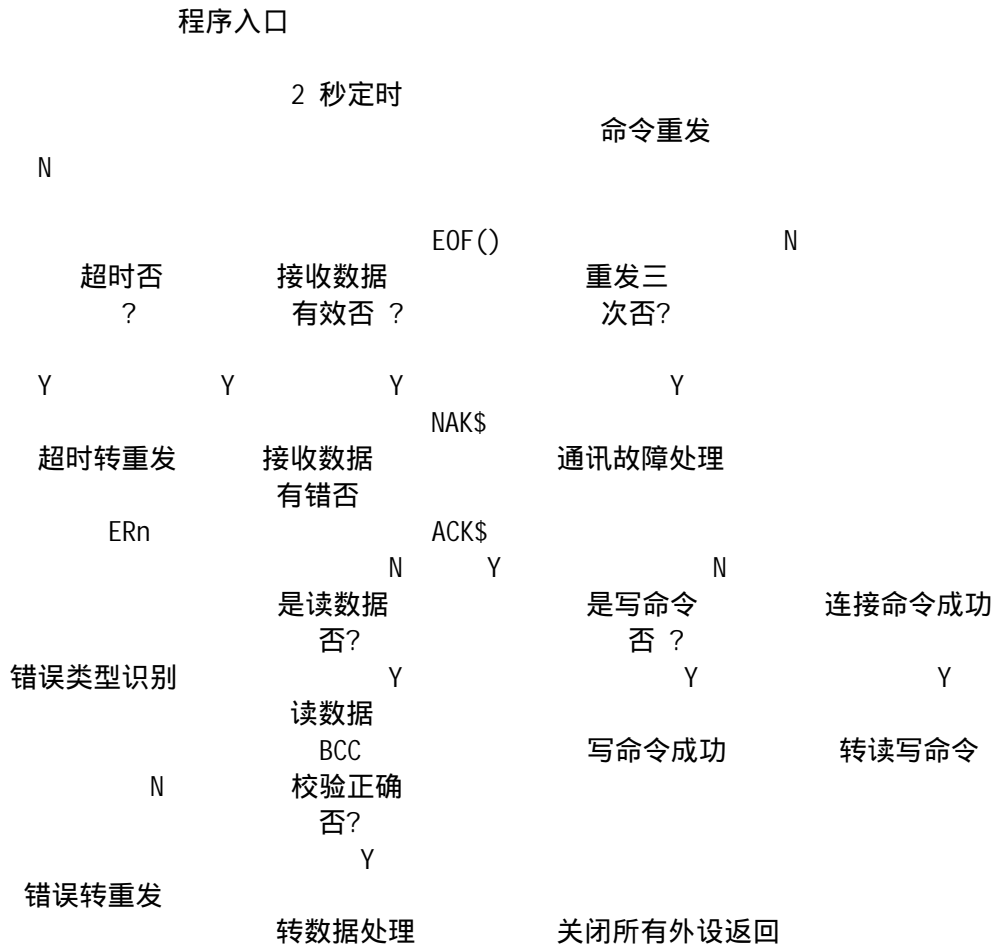 程序入口
2 秒定时
命令重发
N
EOF() N
超时否 接收数据 重发三
? 有效否 ? 次否?
Y Y Y Y
NAK$
超时转重发 接收数据 通讯故障处理
有错否
ERn ACK$
N Y N
是读数据 是写命令 连接命令成功
否? 否 ?
错误类型识别 Y Y Y
读数据
BCC 写命令成功 转读写命令
N 校验正确
否?
Y
错误转重发
转数据处理 关闭所有外设返回